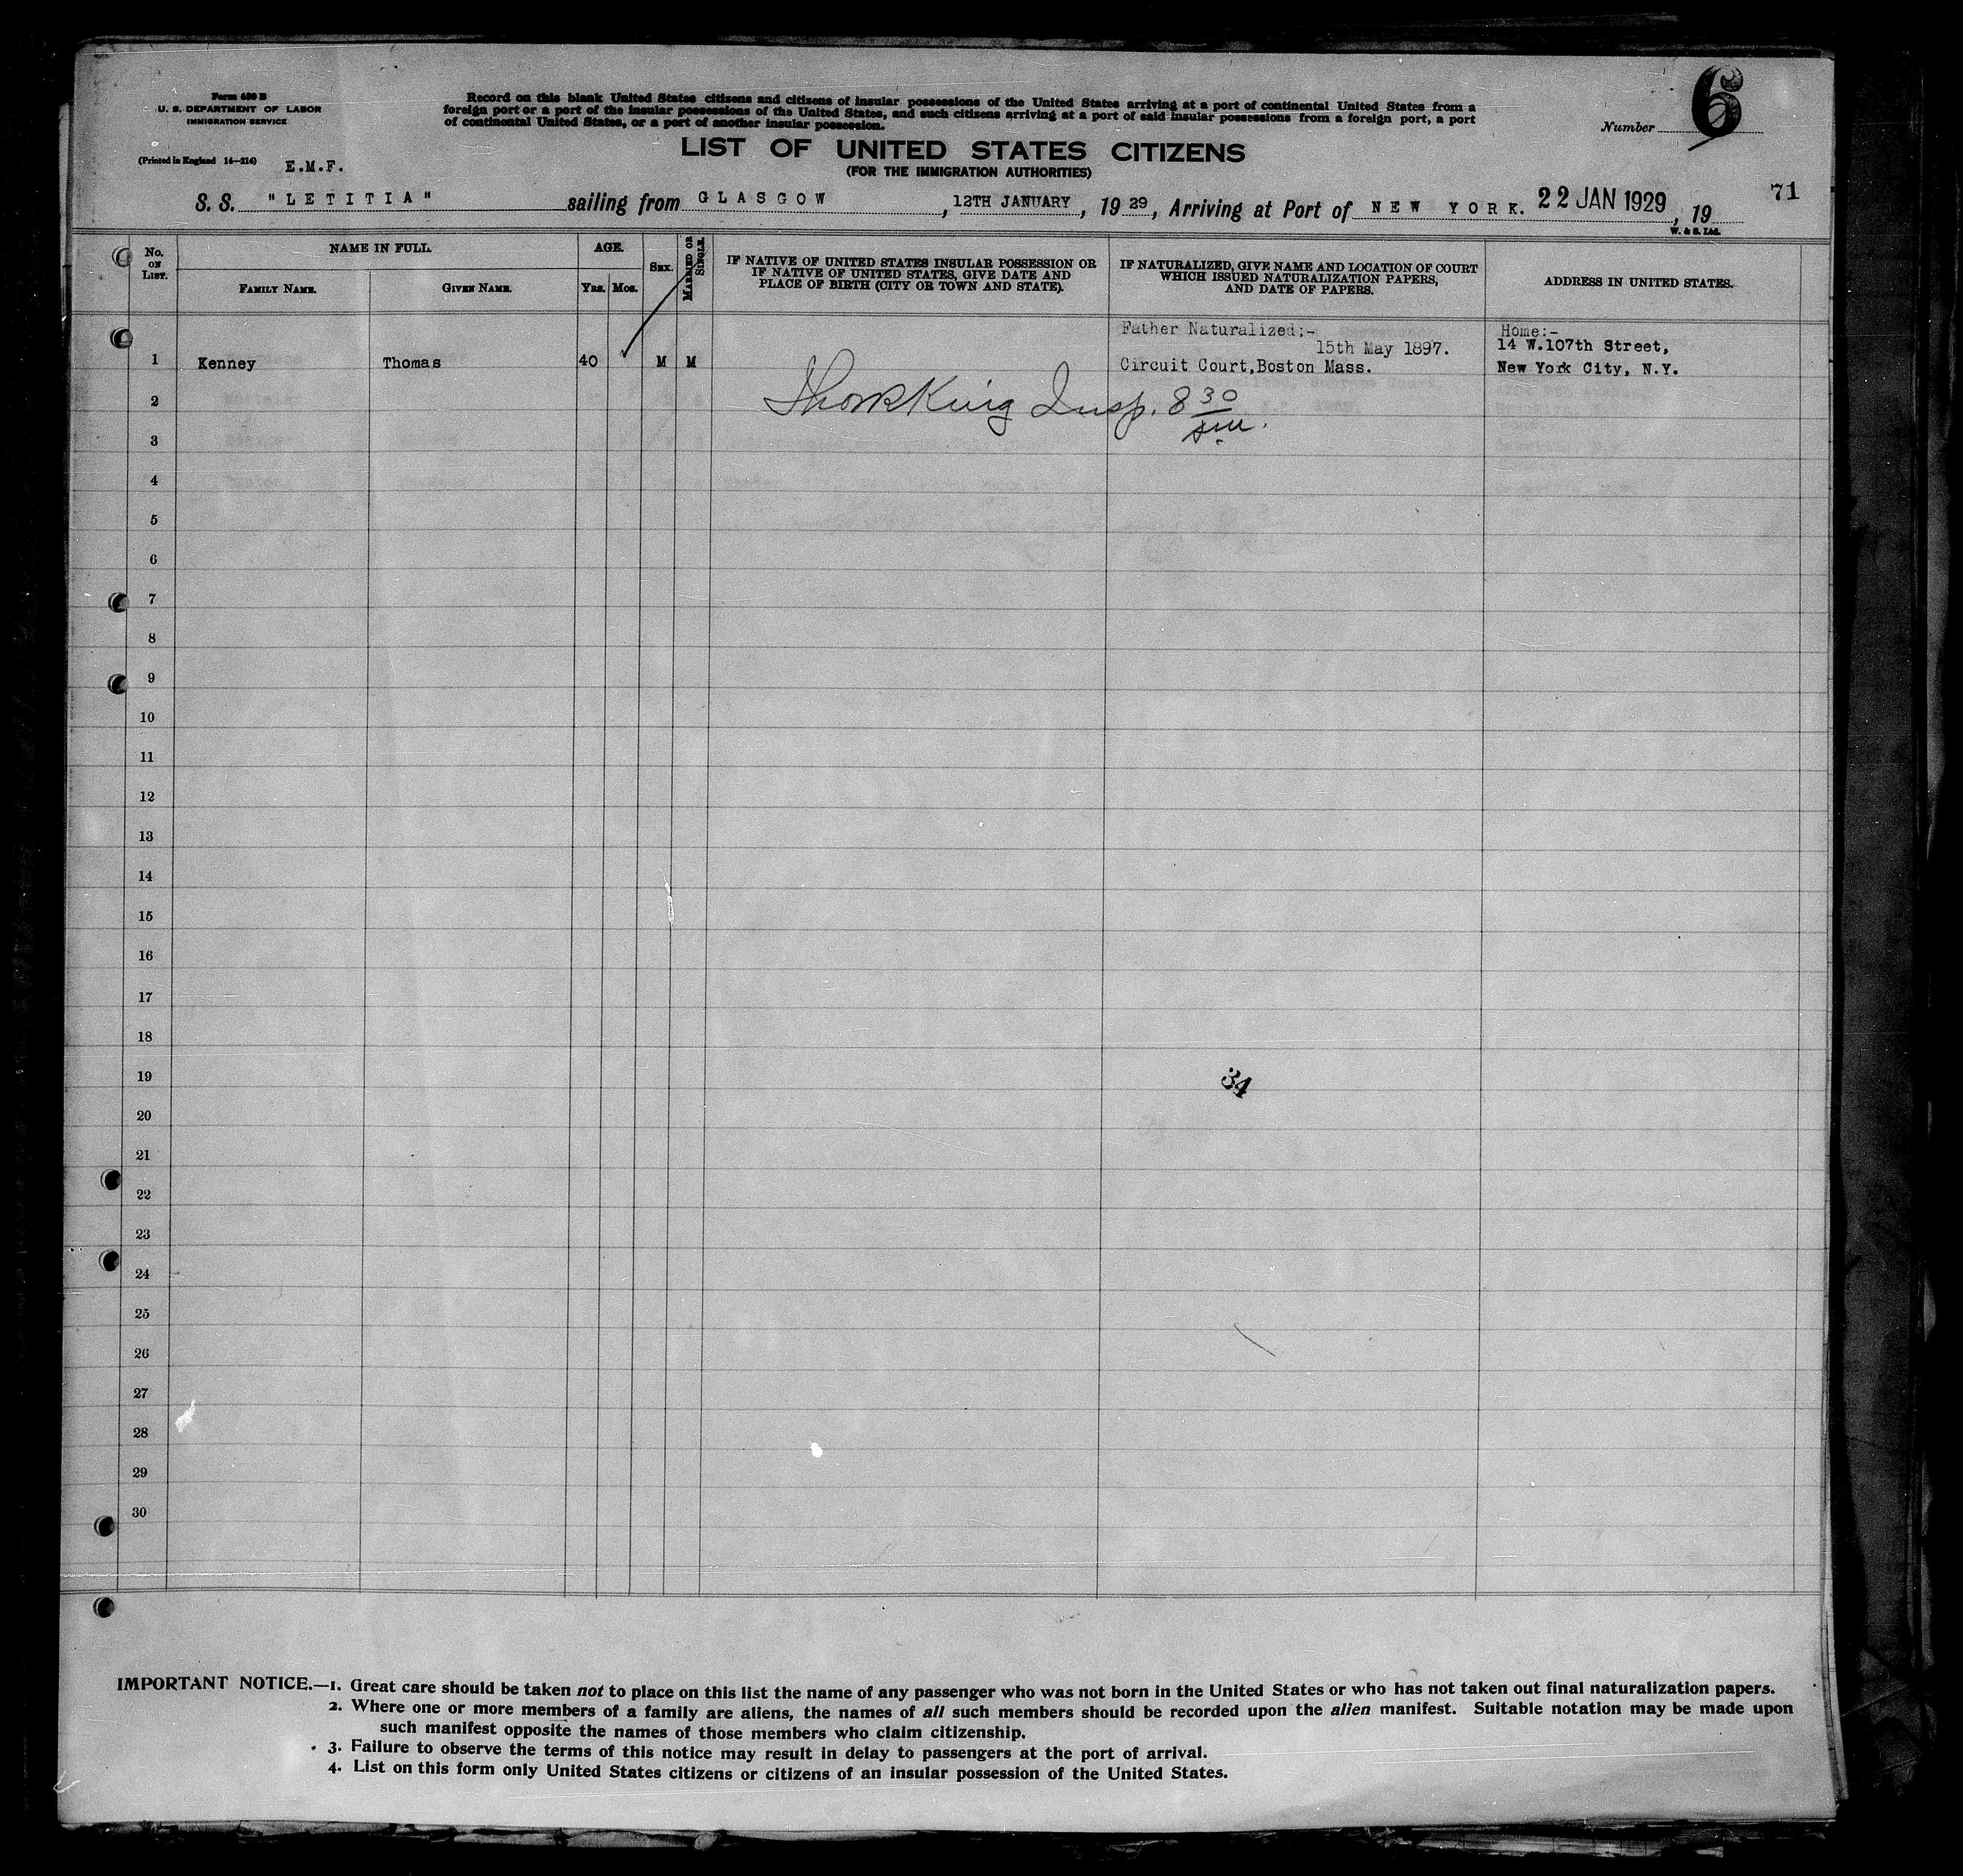 Form 630 B
U. S. DEPARTMENT OF LABOR
IMMIGRATION SERVICE
(Printed in England 14—214)
E.M.F.
Record on this blank United States citizens and citizens of insular possessions of the United States arriving at a port of continental United States from a
foreign port or a port of the insular possessions of the United States, and such citizens arriving at a port of said insular possessions from a foreign port, a port
of continental United States, or a port of another insular possession.
LIST OF UNITED STATES CITIZENS
(FOR THE IMMIGRATION AUTHORITIES)
Number 6
71
S. S. "LETITIA" sailing from GLASGOW, 12TH JANUARY, 19 29, Arriving at Port of NEW YORK. 22 JAN 1929, 19
W. & S. Ltd.
No. ON LIST.
NAME IN FULL.
FAMILY NAME.
GIVEN NAME.
AGE.
Yrs. Mos.
SEX.
MARRIED OR SINGLE.
IF NATIVE OF UNITED STATES INSULAR POSSESSION OR
IF NATIVE OF UNITED STATES, GIVE DATE AND
PLACE OF BIRTH (CITY OR TOWN AND STATE).
IF NATURALIZED, GIVE NAME AND LOCATION OF COURT
WHICH ISSUED NATURALIZATION PAPERS,
AND DATE OF PAPERS.
ADDRESS IN UNITED STATES.
Father Naturalized:-
15th May 1897.
Circuit Court,Boston Mass.
Home:-
14 W.107th Street,
New York City, N.Y.
1 Kenney Thomas 40 M M
King Insp. 8 30
2
3
4
5
6
7
8
9
10
11
12
13
14
15
16
17
18
19
34
20
21
22
23
24
25
26
27
28
29
30
IMPORTANT NOTICE.—1. Great care should be taken not to place on this list the name of any passenger who was not born in the United States or who has not taken out final naturalization papers.
2. Where one or more members of a family are aliens, the names of all such members should be recorded upon the alien manifest. Suitable notation may be made upon
such manifest opposite the names of those members who claim citizenship.
3. Failure to observe the terms of this notice may result in delay to passengers at the port of arrival.
4. List on this form only United States citizens or citizens of an insular possession of the United States.